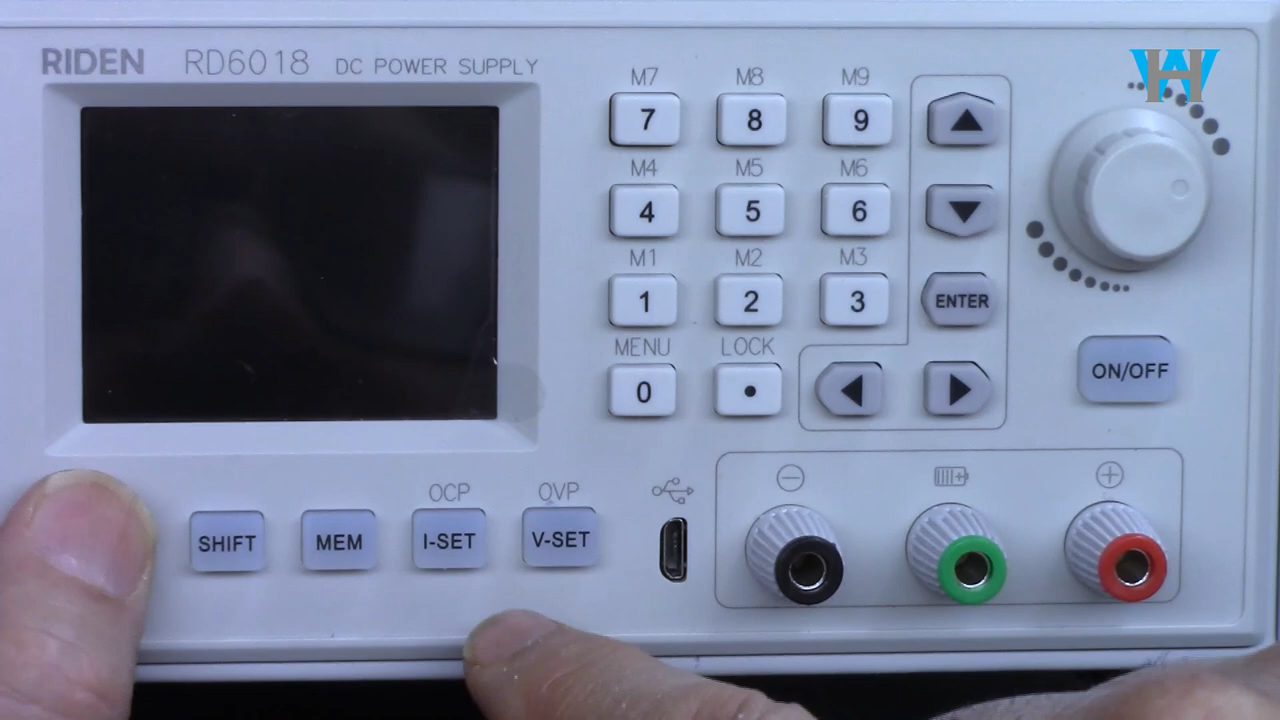 RIDEN RD6018 DC POWER SUPPLY
M7 M8 M9
7 8 9
M4 M5 M6
4 5 6
M1 M2 M3
1 2 3 ENTER
MENU LOCK
0 •
ON/OFF
OCP OVP
SHIFT MEM I-SET V-SET